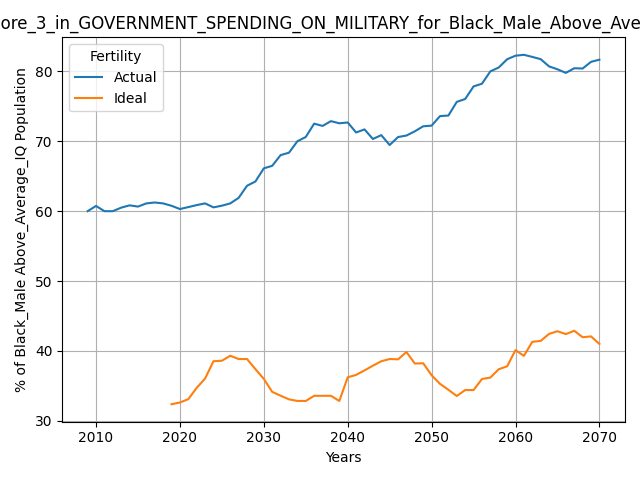 ore_3_in_GOVERNMENT_SPENDING_ON_MILITARY_for_Black_Male_Above_Ave
Fertility
Actual
Ideal
% of Black_Male Above_Average_IQ Population
80
70
60
50
40
30
2010
2020
2030
2040
2050
2060
2070
Years